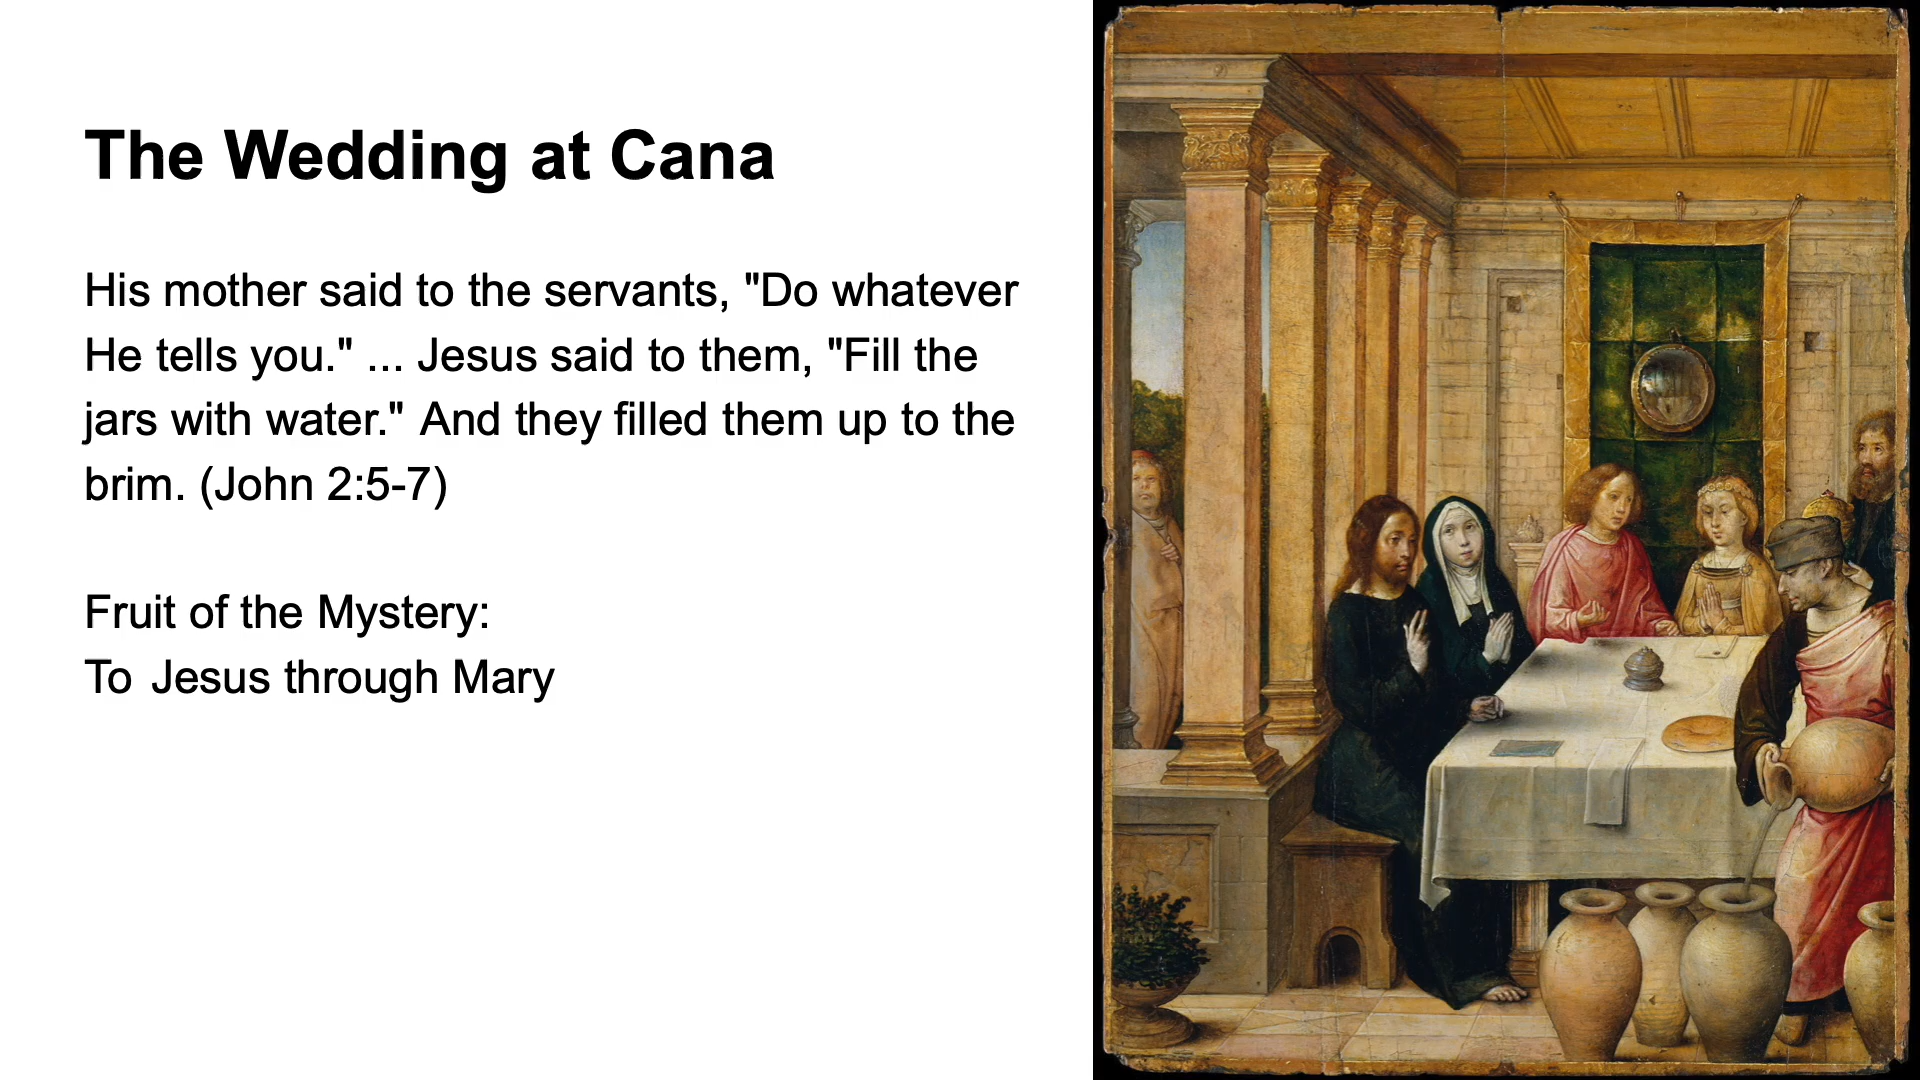 The Wedding at Cana
His mother said to the servants, "Do whatever
He tells you." ... Jesus said to them, "Fill the
jars with water." And they filled them up to the
brim. (John 2:5-7)
Fruit of the Mystery:
To Jesus through Mary